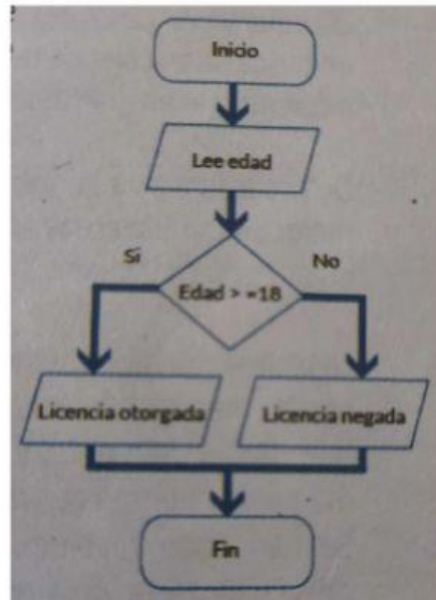 Inicio
Lee edad
Si
No
Edad > =18
Licencia otorgada
Licencia negada
Fin